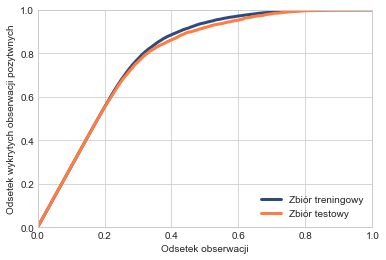 1.0
0.8
0.6
0.4
0.2
0.0
Odsetek wykrytych obserwacji pozytywnych
Zbiór treningowy
Zbiór testowy
0.0 0.2 0.4 0.6 0.8 1.0
Odsetek obserwacji